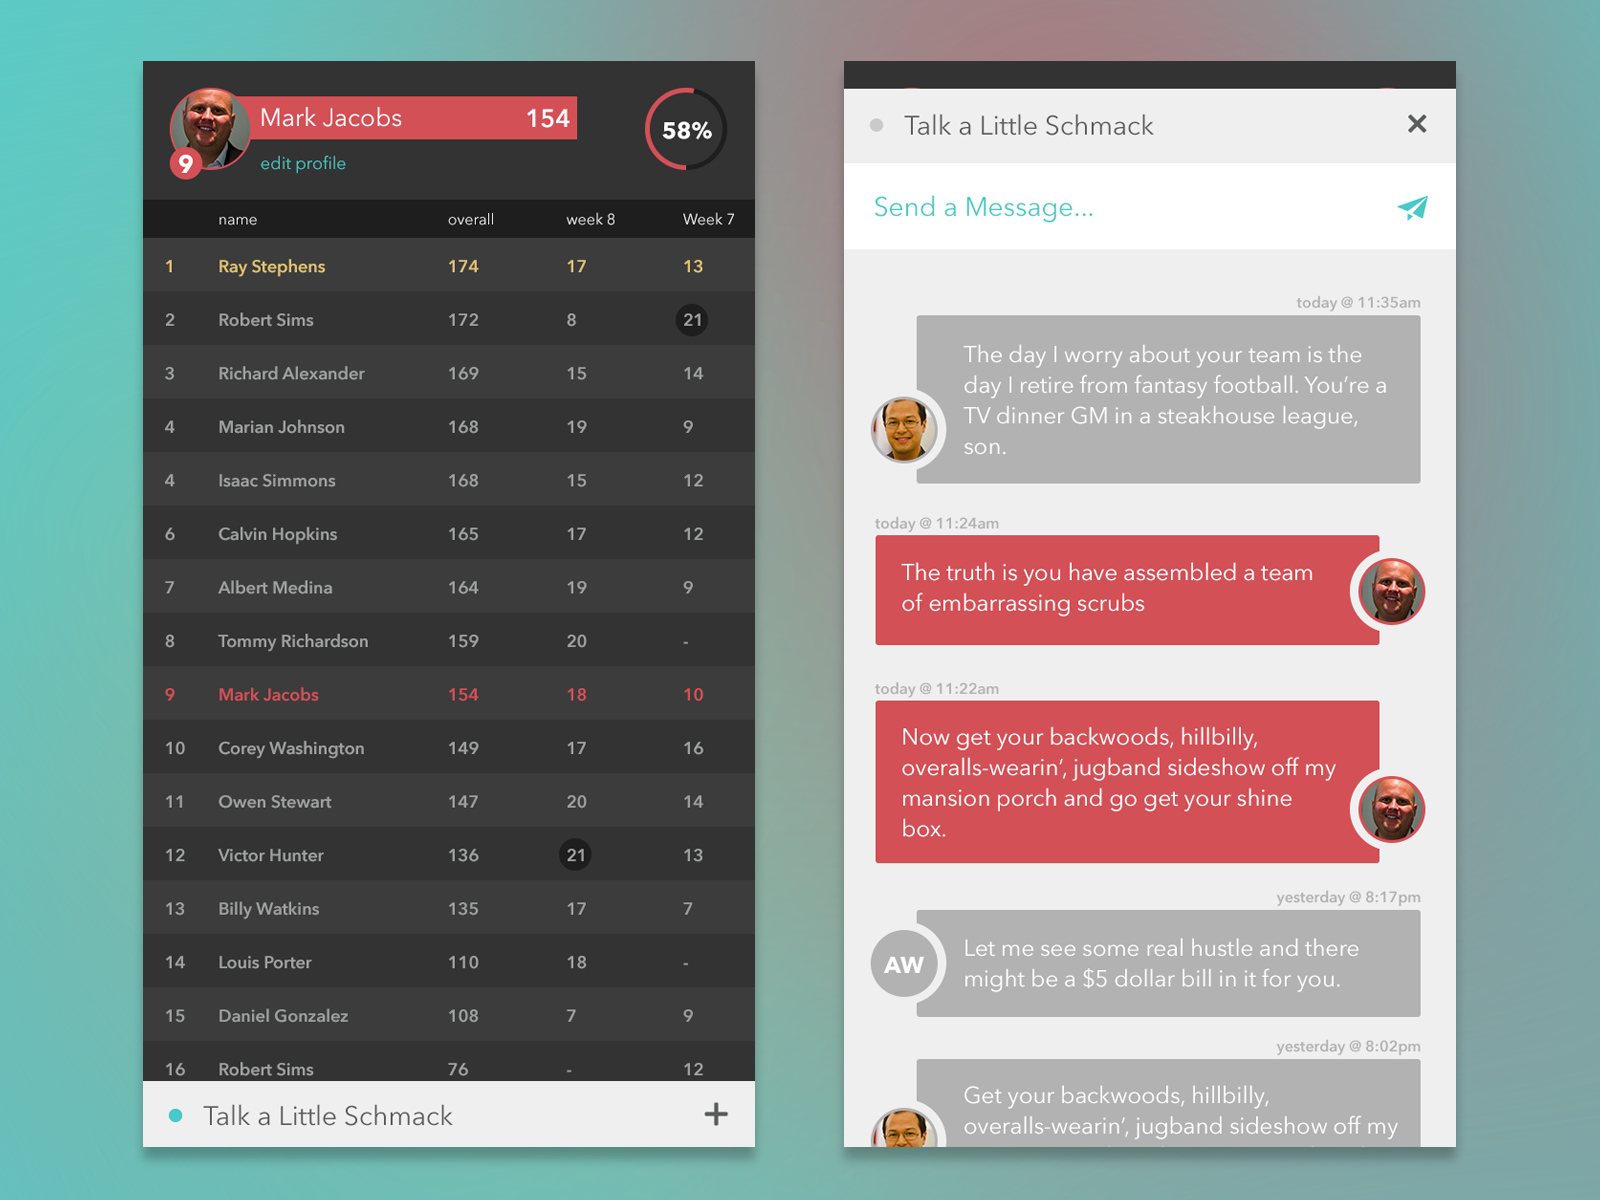 Mark Jacobs 154
58%
9
edit profile
name overall week 8 Week 7
1 Ray Stephens 174 17 13
2 Robert Sims 172 8 21
3 Richard Alexander 169 15 14
4 Marian Johnson 168 19 9
4 Isaac Simmons 168 15 12
6 Calvin Hopkins 165 17 12
7 Albert Medina 164 19 9
8 Tommy Richardson 159 20 -
9 Mark Jacobs 154 18 10
10 Corey Washington 149 17 16
11 Owen Stewart 147 20 14
12 Victor Hunter 136 21 13
13 Billy Watkins 135 17 7
14 Louis Porter 110 18 -
15 Daniel Gonzalez 108 7 9
16 Robert Sims 76 - 12
Talk a Little Schmack +
Talk a Little Schmack
Send a Message...
today @ 11:35am
The day I worry about your team is the
day I retire from fantasy football. You’re a
TV dinner GM in a steakhouse league,
son.
today @ 11:24am
The truth is you have assembled a team
of embarrassing scrubs
today @ 11:22am
Now get your backwoods, hillbilly,
overalls-wearin’, jugband sideshow off my
mansion porch and go get your shine
box.
yesterday @ 8:17pm
AW
Let me see some real hustle and there
might be a $5 dollar bill in it for you.
yesterday @ 8:02pm
Get your backwoods, hillbilly,
overalls-wearin’, jugband sideshow off my